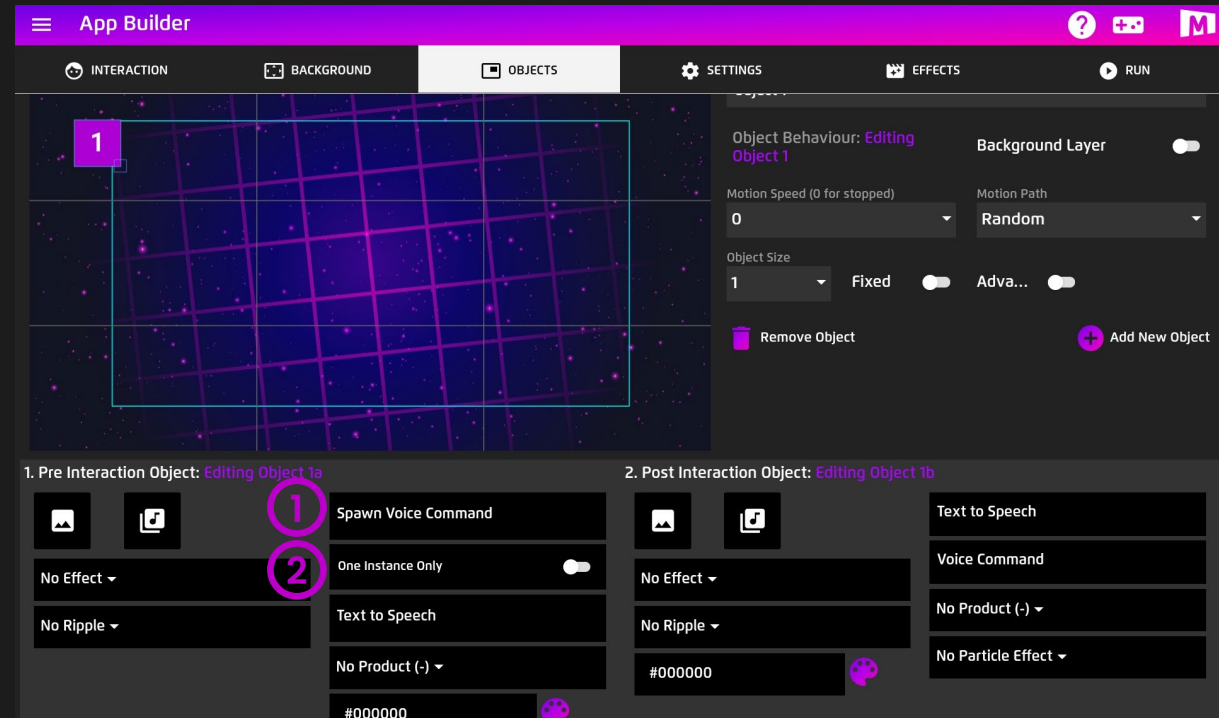 App Builder
?
M
INTERACTION
BACKGROUND
OBJECTS
SETTINGS
EFFECTS
RUN
Object 1
1
Object Behaviour: Editing
Object 1
Background Layer
Motion Speed (0 for stopped)
Motion Path
0
Random
Object Size
1
Fixed
Adva...
Remove Object
Add New Object
1. Pre Interaction Object: Editing Object 1a
1
Spawn Voice Command
2
One Instance Only
No Effect
Text to Speech
No Ripple
No Product (-)
#000000
2. Post Interaction Object: Editing Object 1b
Text to Speech
Voice Command
No Effect
No Product (-)
No Ripple
No Particle Effect
#000000